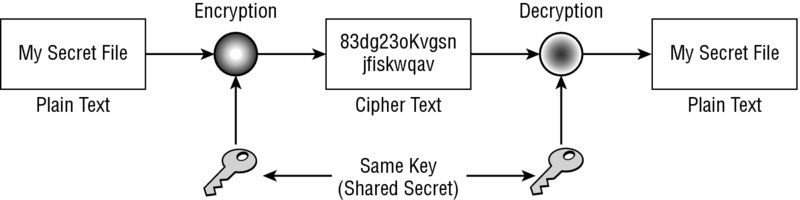 Encryption
Decryption
My Secret File
83dg23oKvgsn
jfiskwqav
My Secret File
Plain Text
Cipher Text
Plain Text
Same Key
(Shared Secret)